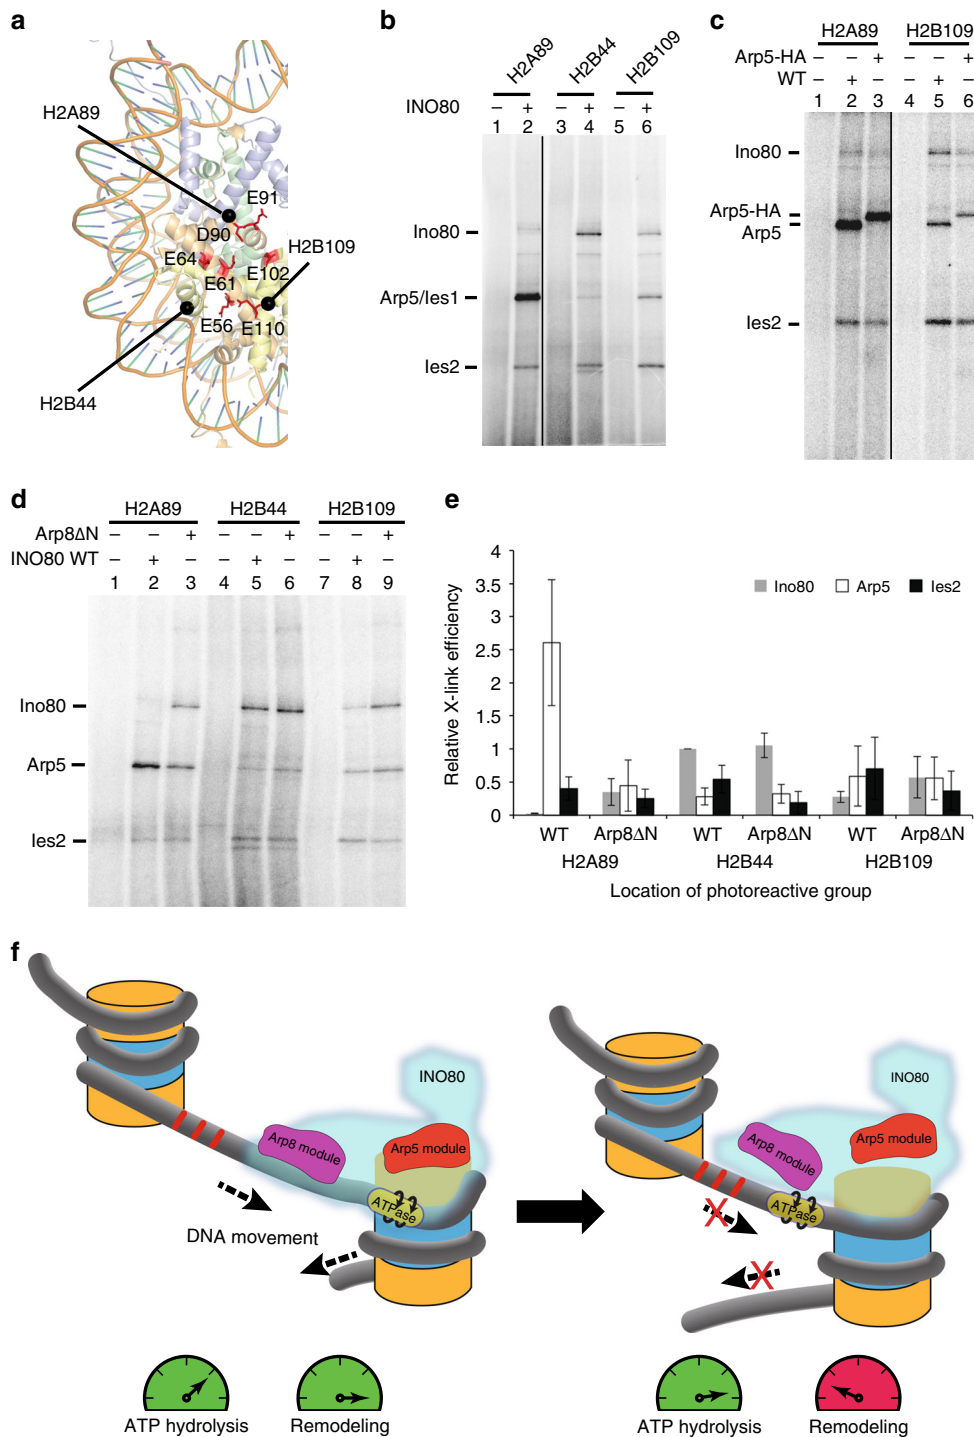 a
H2A89
E91
D90
H2B109
E64
E102
E61
E56
E110
H2B44
b
H2A89
H2B44
H2B109
INO80 – + – + – +
1 2 3 4 5 6
Ino80
Arp5/Ies1
Ies2
c
H2A89 H2B109
Arp5-HA – – + – – +
WT – + – – + –
1 2 3 4 5 6
Ino80
Arp5-HA
Arp5
Ies2
d
H2A89 H2B44 H2B109
Arp8ΔN – – + – – + – – +
INO80 WT – + – – + – – + –
1 2 3 4 5 6 7 8 9
Ino80
Arp5
Ies2
e
Relative X-link efficiency
4
3.5
3
2.5
2
1.5
1
0.5
0
Ino80 Arp5 Ies2
WT Arp8ΔN WT Arp8ΔN WT Arp8ΔN
H2A89 H2B44 H2B109
Location of photoreactive group
f
INO80
Arp8 module
Arp5 module
ATPase
DNA movement
ATP hydrolysis
Remodeling
INO80
Arp8 module
Arp5 module
ATPase
X
X
ATP hydrolysis
Remodeling